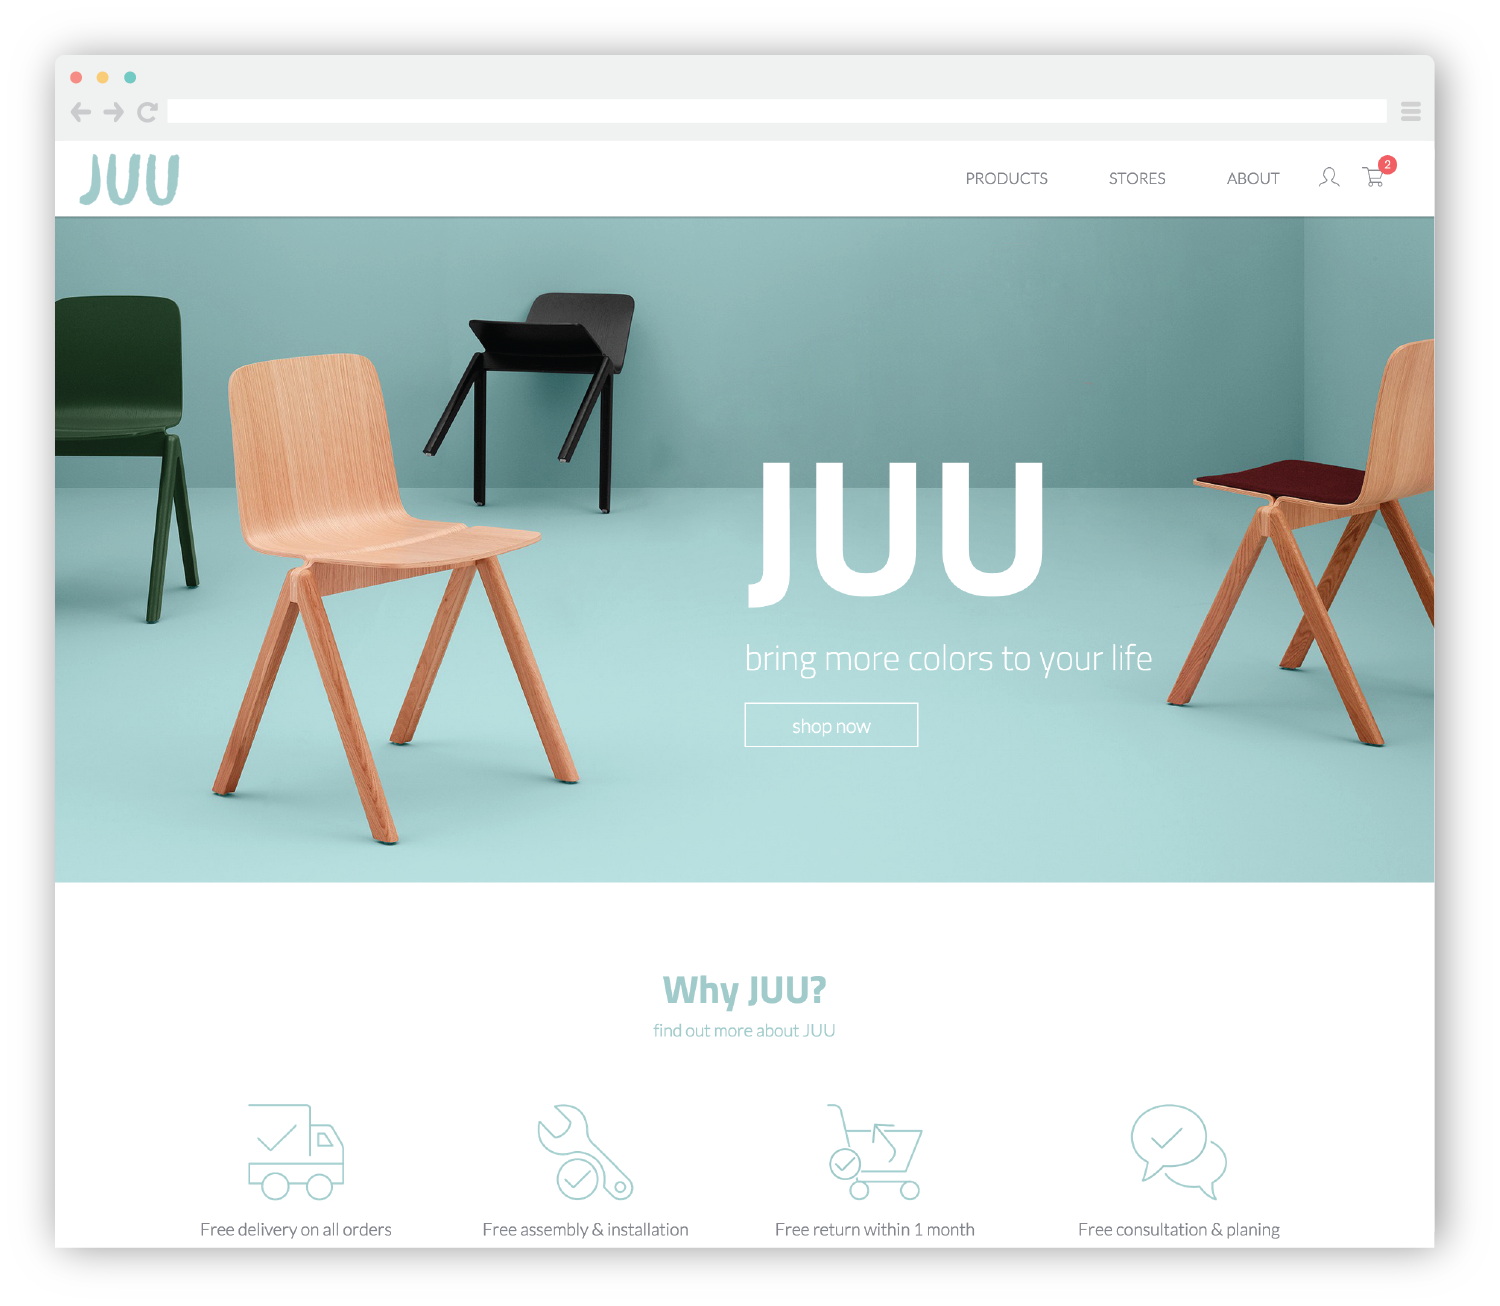 JUU
PRODUCTS STORES ABOUT 2
JUU
bring more colors to your life
shop now
Why JUU?
find out more about JUU
Free delivery on all orders
Free assembly & installation
Free return within 1 month
Free consultation & planing